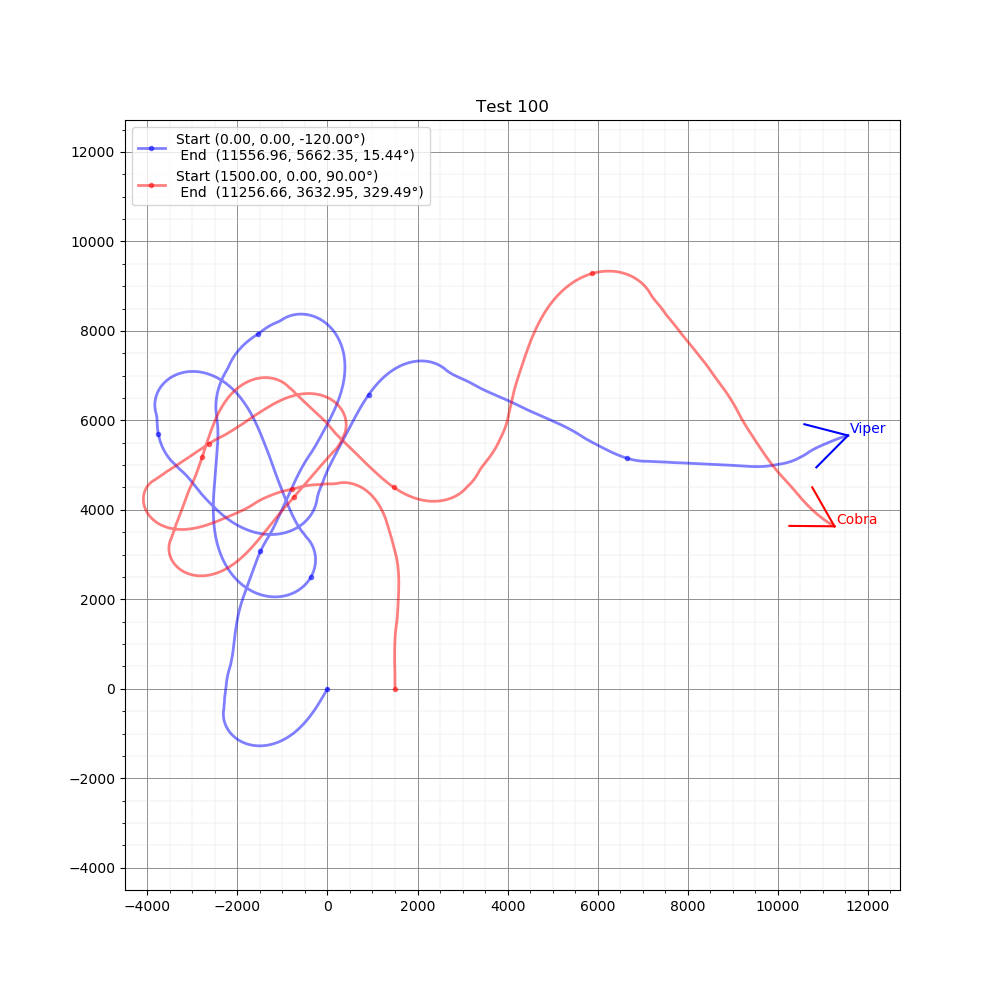 Test 100
Start (0.00, 0.00, -120.00°)
End  (11556.96, 5662.35, 15.44°)
Start (1500.00, 0.00, 90.00°)
End  (11256.66, 3632.95, 329.49°)
12000
10000
8000
6000
4000
2000
0
−2000
−4000
Viper
Cobra
−4000 −2000 0 2000 4000 6000 8000 10000 12000